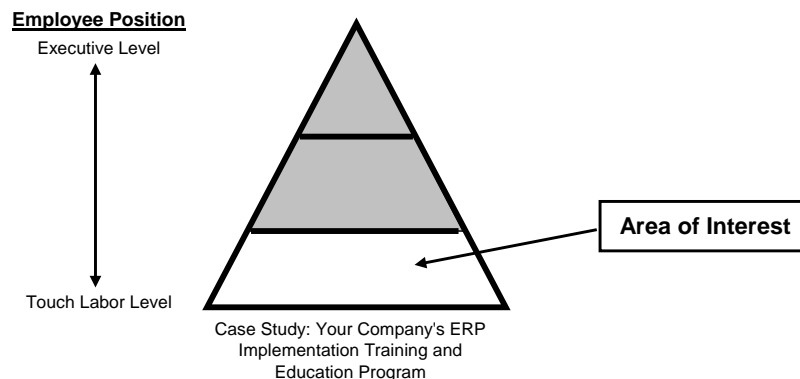 Employee Position
Executive Level
Area of Interest
Touch Labor Level
Case Study: Your Company's ERP
Implementation Training and
Education Program